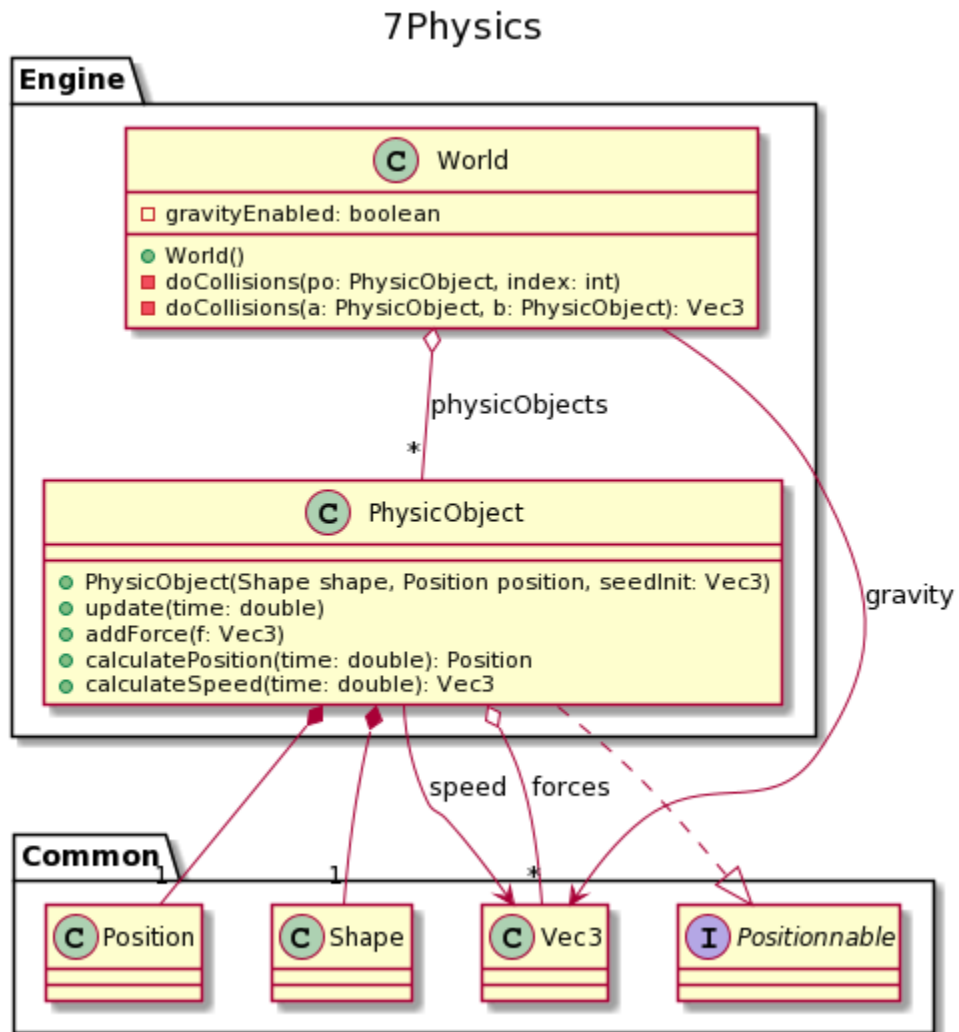 7Physics
Engine
C World
gravityEnabled: boolean
World()
doCollisions(po: PhysicObject, index: int)
doCollisions(a: PhysicObject, b: PhysicObject): Vec3
physicObjects
*
C PhysicObject
PhysicObject(Shape shape, Position position, seedInit: Vec3)
update(time: double)
addForce(f: Vec3)
calculatePosition(time: double): Position
calculateSpeed(time: double): Vec3
gravity
speed
forces
Common
1
1
*
C Position
C Shape
C Vec3
I Positionnable